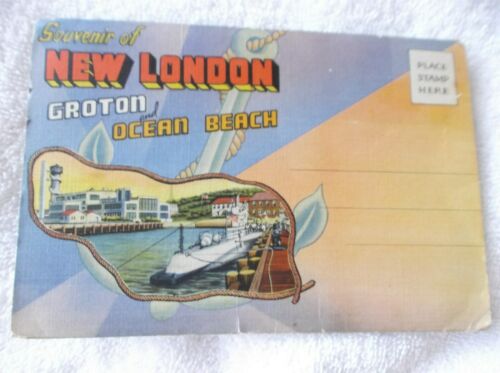 Souvenir of
NEW LONDON
GROTON and
OCEAN BEACH
PLACE
STAMP
HERE